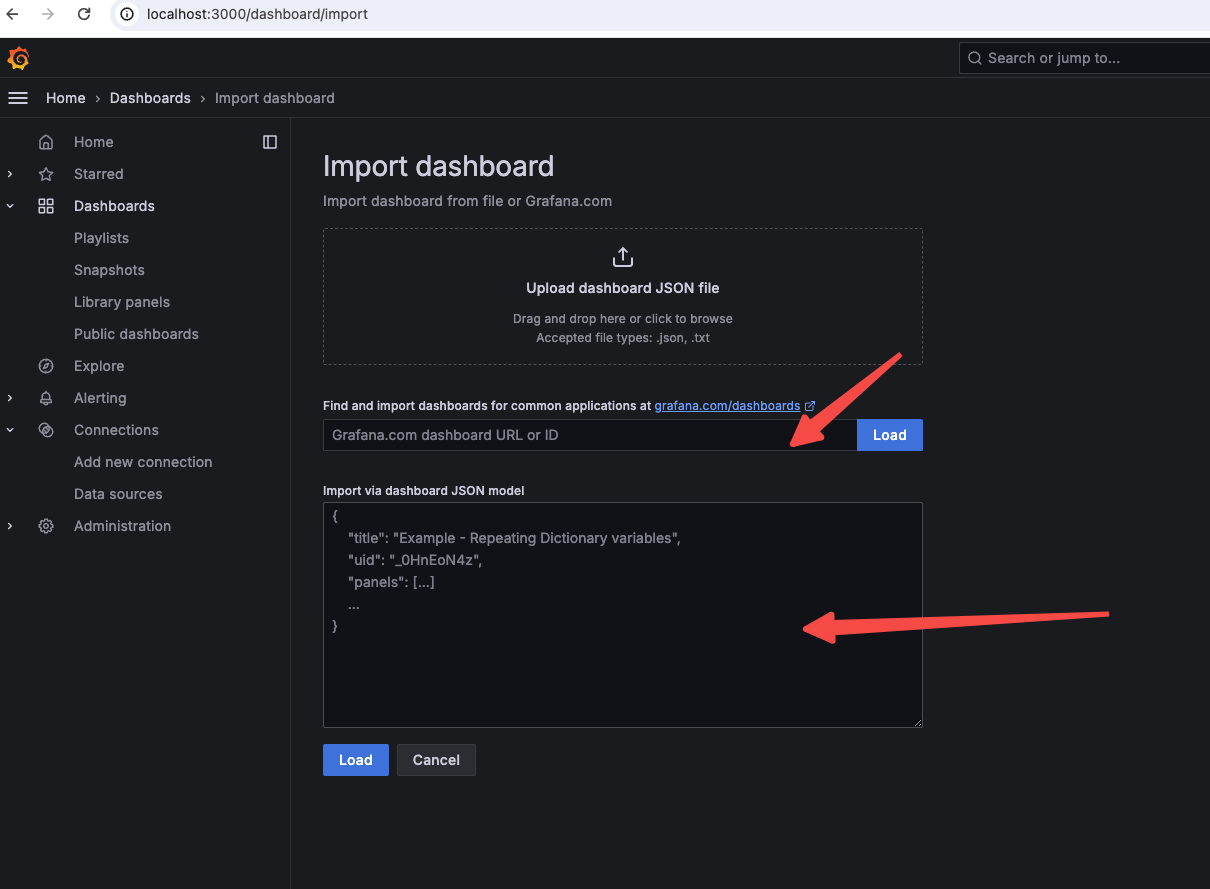 localhost:3000/dashboard/import
Search or jump to...
Home › Dashboards › Import dashboard
Home
Starred
Dashboards
Playlists
Snapshots
Library panels
Public dashboards
Explore
Alerting
Connections
Add new connection
Data sources
Administration
Import dashboard
Import dashboard from file or Grafana.com
Upload dashboard JSON file
Drag and drop here or click to browse
Accepted file types: .json, .txt
Find and import dashboards for common applications at grafana.com/dashboards
Grafana.com dashboard URL or ID
Load
Import via dashboard JSON model
{
"title": "Example - Repeating Dictionary variables",
"uid": "_0HnEoN4z",
"panels": [...]
...
}
Load
Cancel